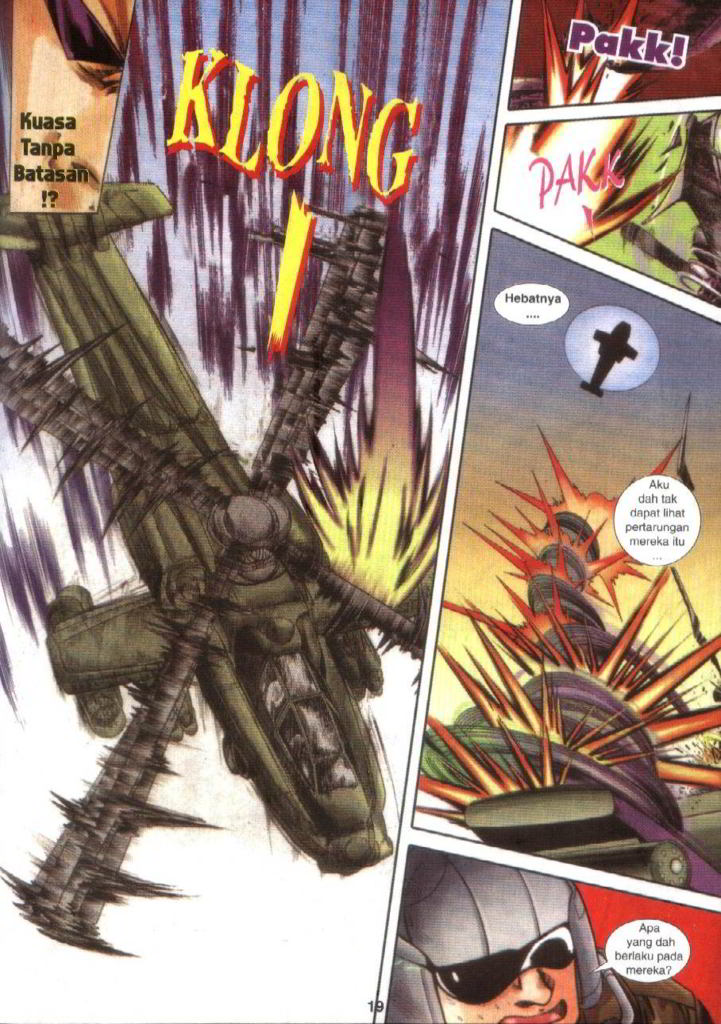 Kuasa
Tanpa
Batasan
!?
KLONG
!
Pakk!
PAKK
!
Hebatnya
....
Aku
dah tak
dapat lihat
pertarungan
mereka itu
...
Apa
yang dah
berlaku pada
mereka?
19